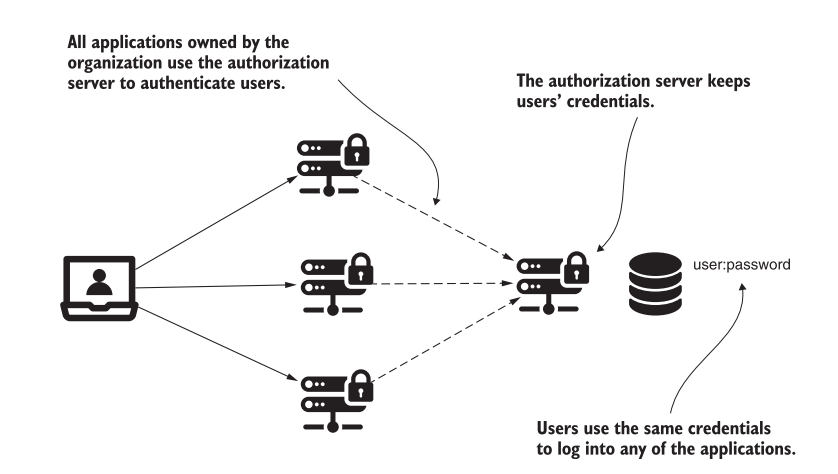 All applications owned by the
organization use the authorization
server to authenticate users.
The authorization server keeps
users’ credentials.
user:password
Users use the same credentials
to log into any of the applications.